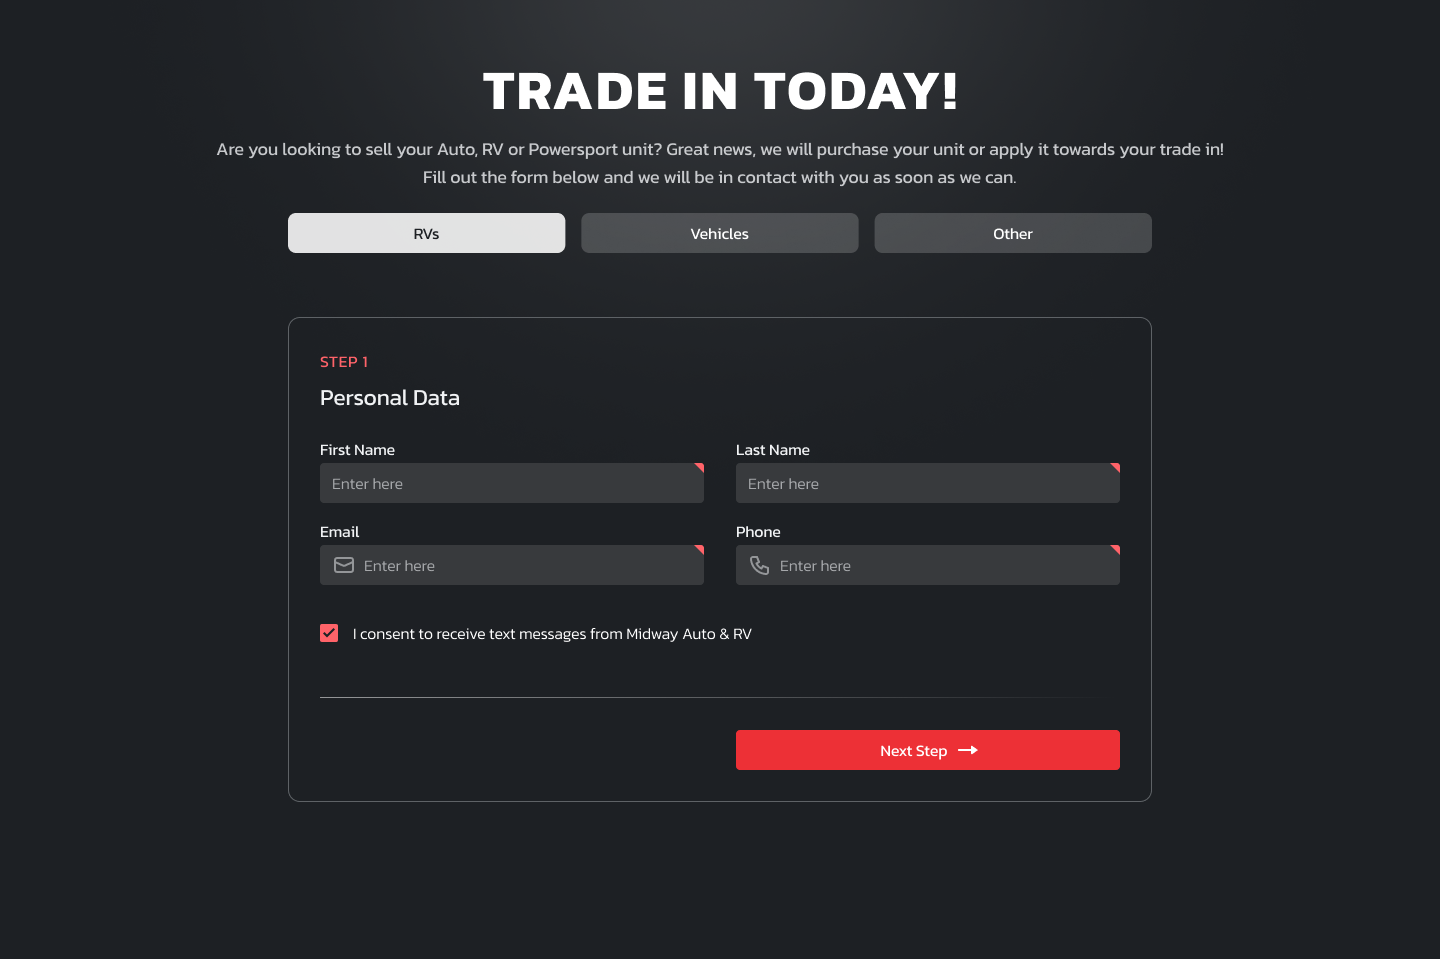 TRADE IN TODAY!
Are you looking to sell your Auto, RV or Powersport unit? Great news, we will purchase your unit or apply it towards your trade in!
Fill out the form below and we will be in contact with you as soon as we can.
RVs
Vehicles
Other
STEP 1
Personal Data
First Name
Last Name
Enter here
Enter here
Email
Phone
Enter here
Enter here
I consent to receive text messages from Midway Auto & RV
Next Step